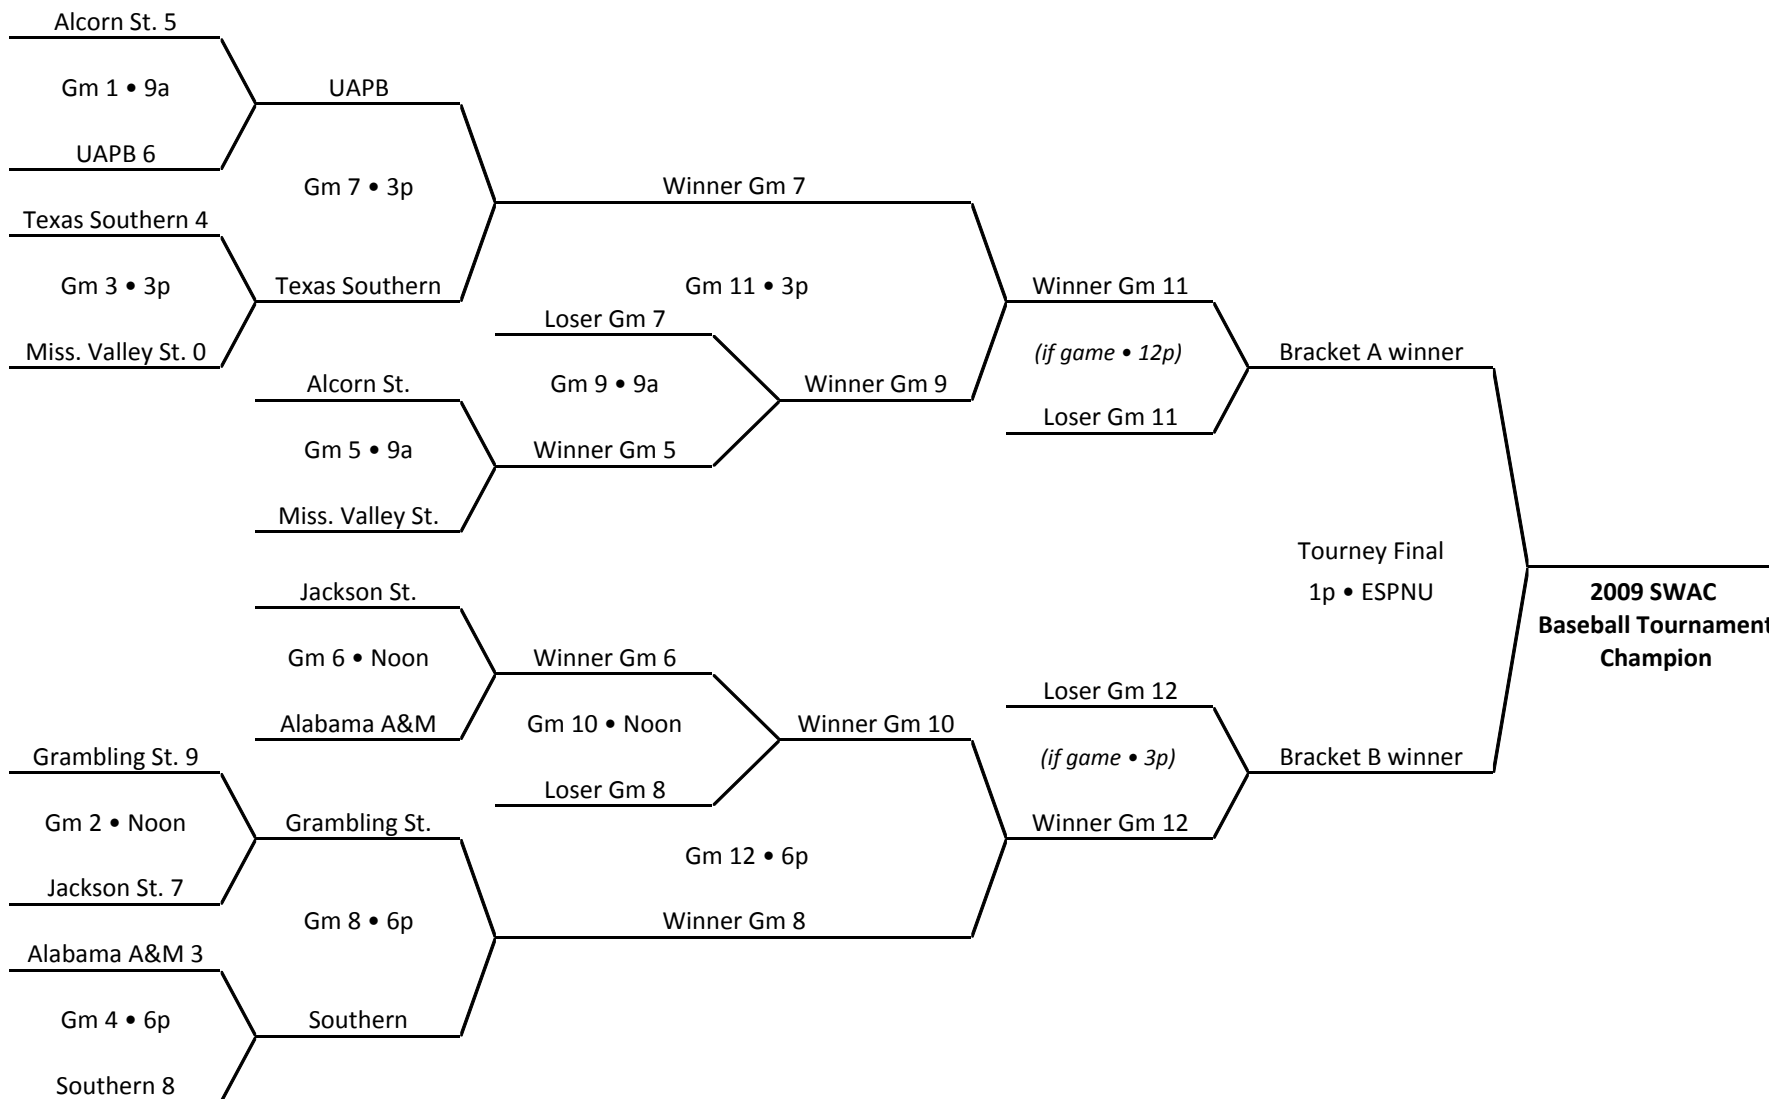 Alcorn St. 5
Gm 1 • 9a
UAPB
UAPB 6
Gm 7 • 3p
Winner Gm 7
Texas Southern 4
Gm 3 • 3p
Texas Southern
Gm 11 • 3p
Winner Gm 11
Loser Gm 7
Miss. Valley St. 0
(if game • 12p)
Bracket A winner
Alcorn St.
Gm 9 • 9a
Winner Gm 9
Loser Gm 11
Gm 5 • 9a
Winner Gm 5
Miss. Valley St.
Tourney Final
1p • ESPNU
2009 SWAC
Baseball Tournament
Champion
Jackson St.
Gm 6 • Noon
Winner Gm 6
Loser Gm 12
Alabama A&M
Gm 10 • Noon
Winner Gm 10
Grambling St. 9
(if game • 3p)
Bracket B winner
Loser Gm 8
Gm 2 • Noon
Grambling St.
Winner Gm 12
Gm 12 • 6p
Jackson St. 7
Gm 8 • 6p
Winner Gm 8
Alabama A&M 3
Gm 4 • 6p
Southern
Southern 8